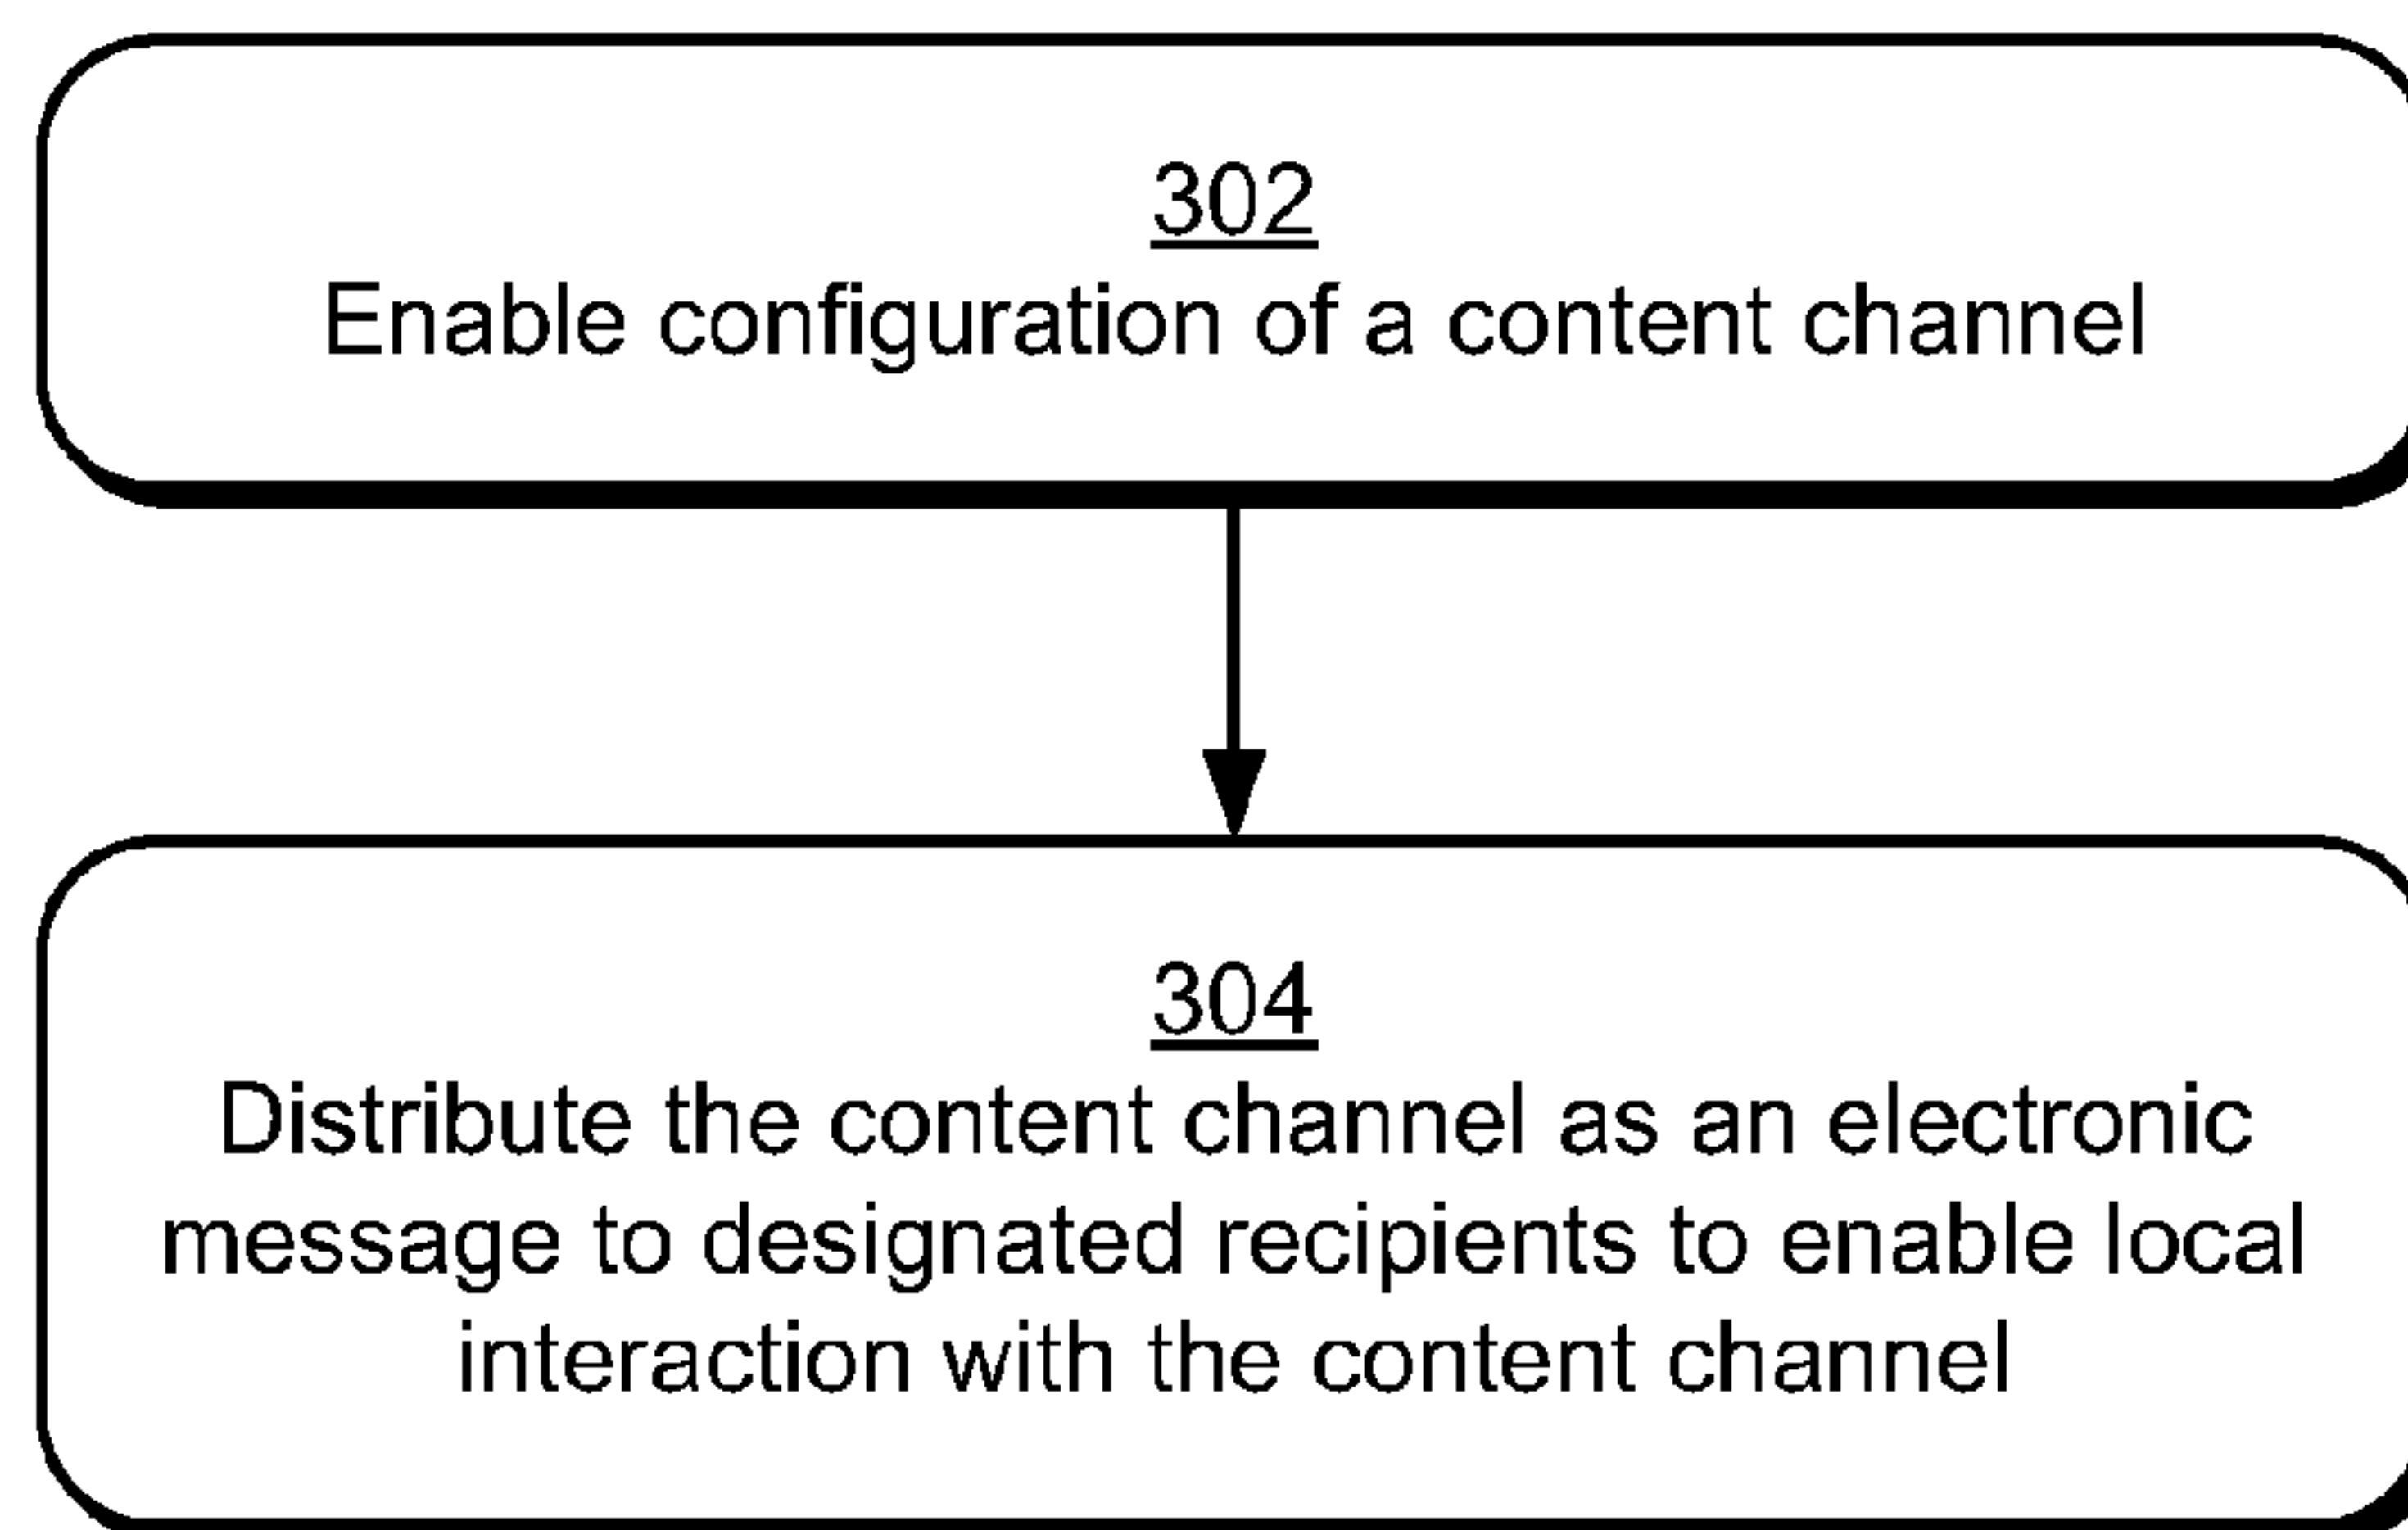 302
Enable configuration of a content channel
304
Distribute the content channel as an electronic
message to designated recipients to enable local
interaction with the content channel